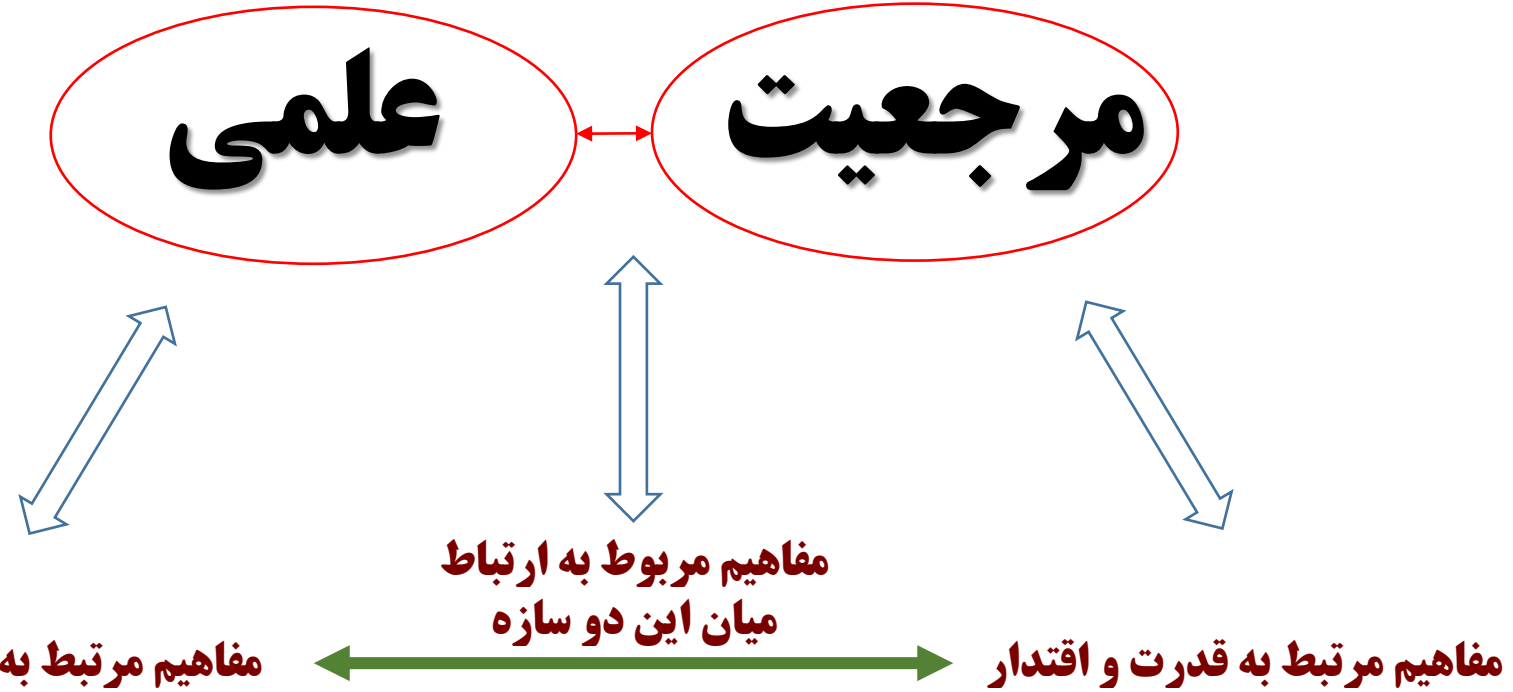 مرجعیت علمی
مفاهیم مربوط به ارتباط
میان این دو سازه
مفاهیم مرتبط به قدرت و اقتدار
مفاهیم مرتبط به